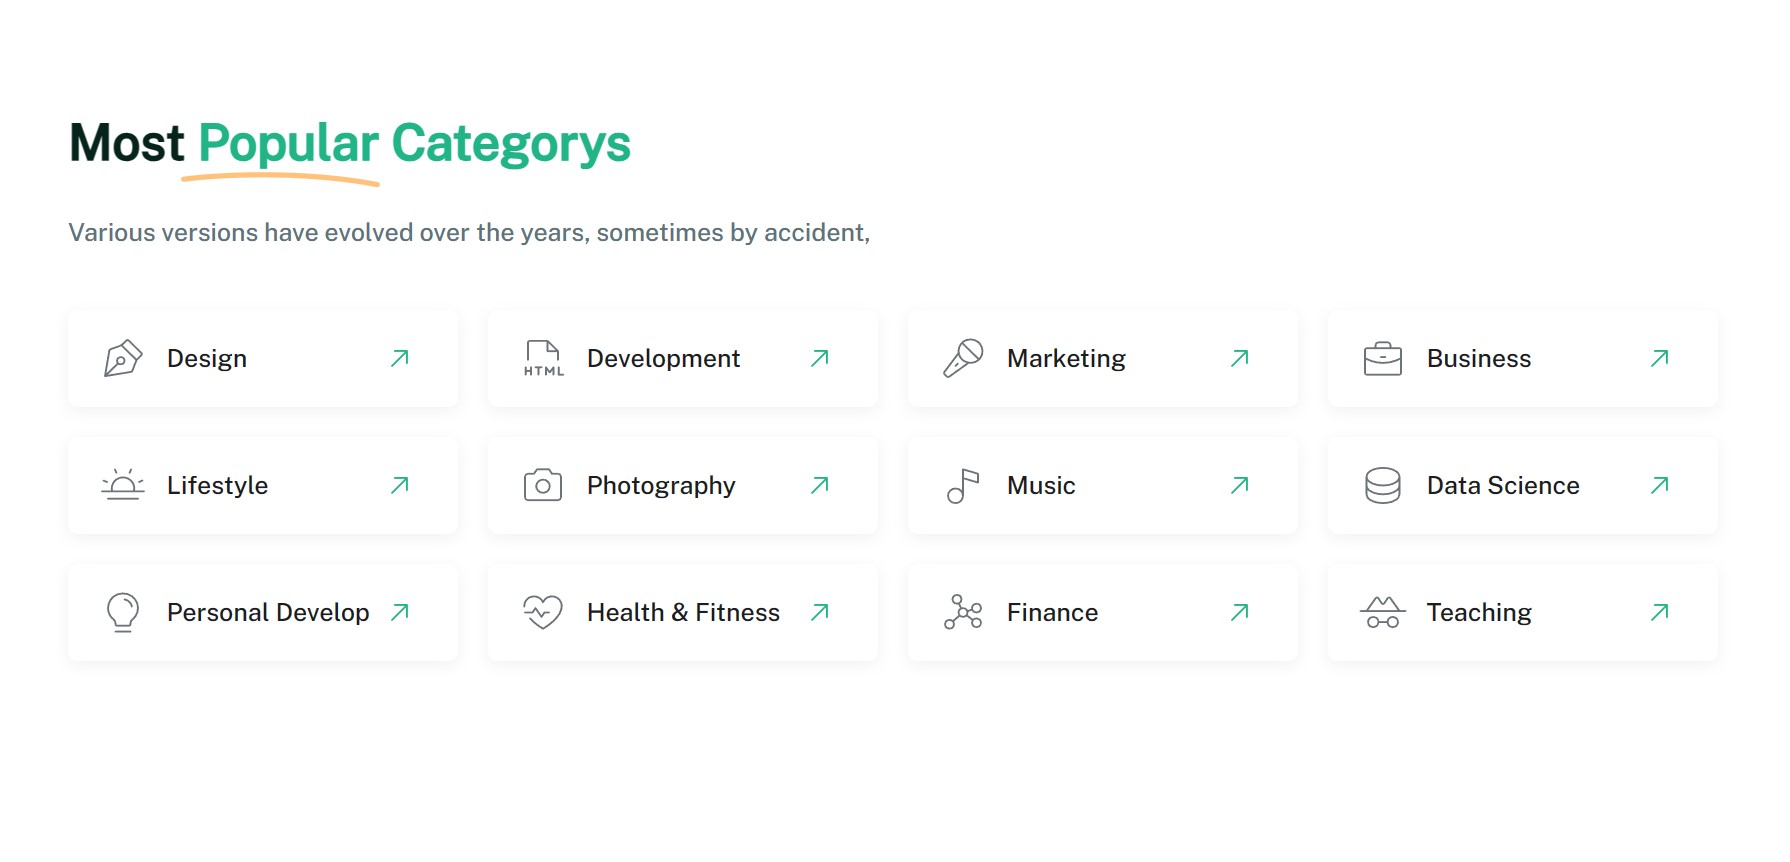 Most Popular Categorys
Various versions have evolved over the years, sometimes by accident,
Design
Development
HTML
Marketing
Business
Lifestyle
Photography
Music
Data Science
Personal Develop
Health & Fitness
Finance
Teaching